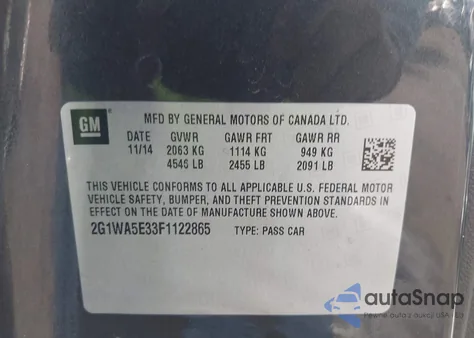 GM ®
MFD BY GENERAL MOTORS OF CANADA LTD.
DATE GVWR GAWR FRT GAWR RR
11/14 2063 KG 1114 KG 949 KG
4545 LB 2455 LB 2091 LB
THIS VEHICLE CONFORMS TO ALL APPLICABLE U.S. FEDERAL MOTOR
VEHICLE SAFETY, BUMPER, AND THEFT PREVENTION STANDARDS IN
EFFECT ON THE DATE OF MANUFACTURE SHOWN ABOVE.
2G1WA5E33F1122865 TYPE: PASS CAR
autoSnap